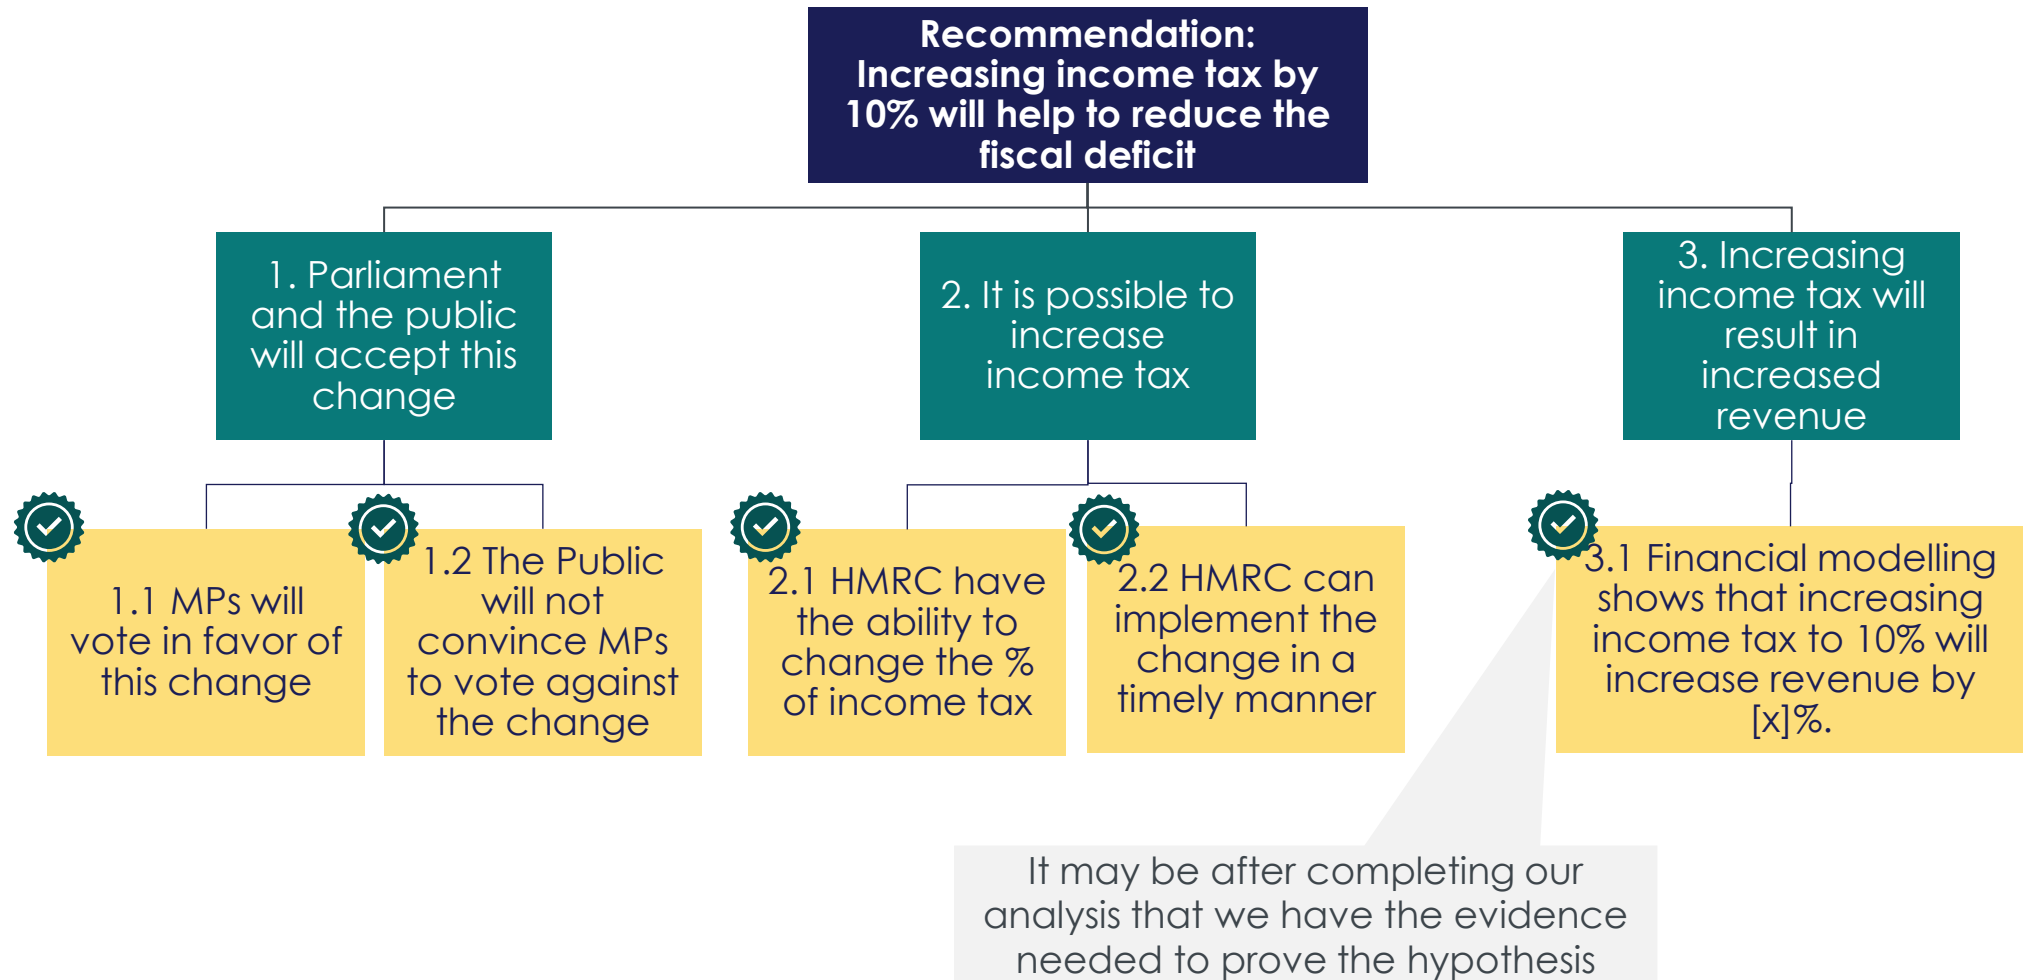 Recommendation:
Increasing income tax by
10% will help to reduce the
fiscal deficit
1. Parliament
and the public
will accept this
change
2. It is possible to
increase
income tax
3. Increasing
income tax will
result in
increased
revenue
1.1 MPs will
vote in favor of
this change
1.2 The Public
will not
convince MPs
to vote against
the change
2.1 HMRC have
the ability to
change the %
of income tax
2.2 HMRC can
implement the
change in a
timely manner
3.1 Financial modelling
shows that increasing
income tax to 10% will
increase revenue by
[x]%.
It may be after completing our
analysis that we have the evidence
needed to prove the hypothesis